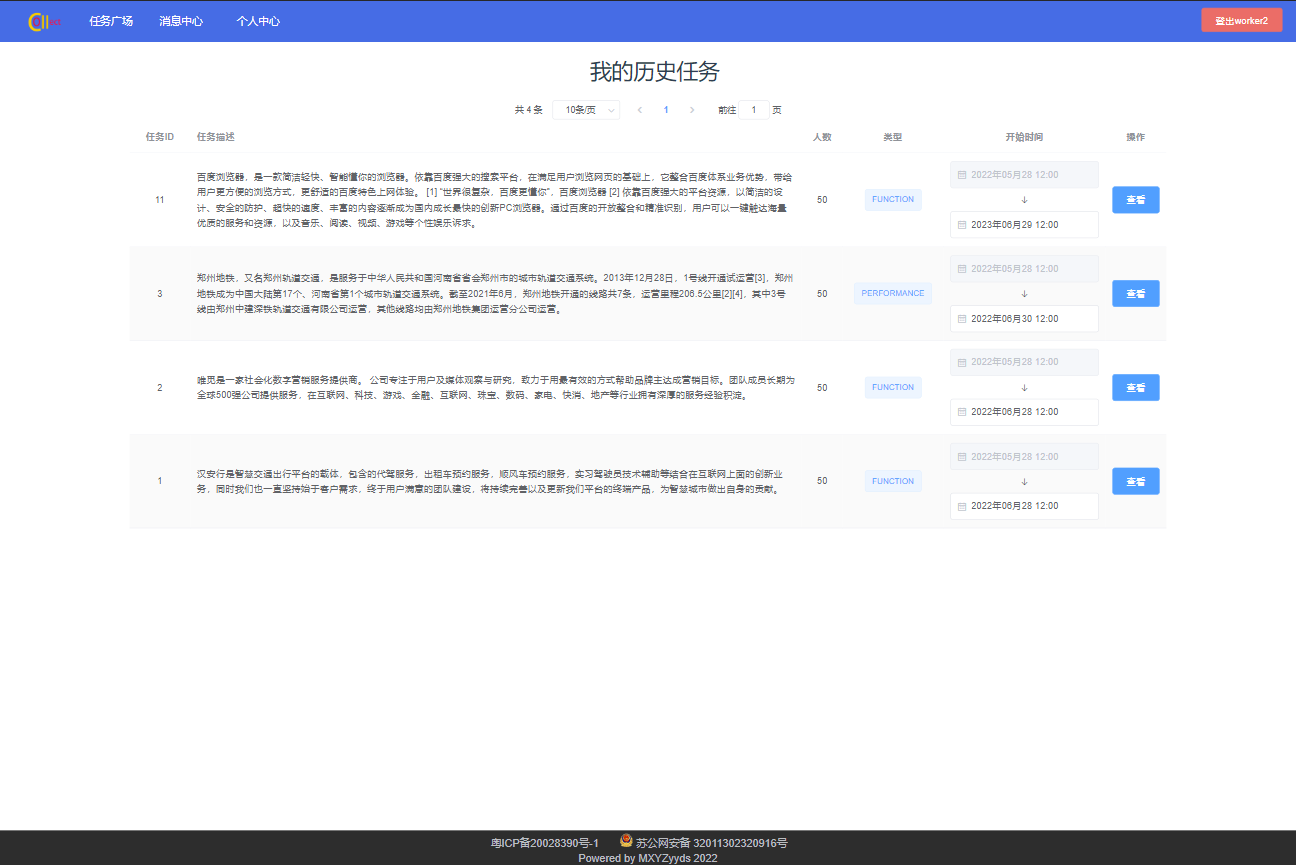 任务广场 消息中心 个人中心 登出worker2
我的历史任务
共 4 条 10条/页 1 前往 1 页
任务ID 任务描述 人数 类型 开始时间 操作
百度浏览器，是一款简洁轻快、智能懂你的浏览器。依靠百度强大的搜索平台，在满足用户浏览网页的基础上，它整合百度体系业务优势，带给
用户更方便的浏览方式，更舒适的百度特色上网体验。 [1] “世界很复杂，百度更懂你”，百度浏览器 [2] 依靠百度强大的平台资源，以简洁的设
计、安全的防护、超快的速度、丰富的内容逐渐成为国内成长最快的创新PC浏览器。通过百度的开放整合和精准识别，用户可以一键触达海量
优质的服务和资源，以及音乐、阅读、视频、游戏等个性娱乐诉求。
11 50 FUNCTION 2022年05月28 12:00 ↓ 2023年06月29 12:00 查看
郑州地铁，又名郑州轨道交通，是服务于中华人民共和国河南省省会郑州市的城市轨道交通系统。2013年12月28日，1号线开通试运营[3]，郑州
地铁成为中国大陆第17个、河南省第1个城市轨道交通系统。截至2021年6月，郑州地铁开通的线路共7条，运营里程206.5公里[2][4]，其中3号
线由郑州中建深铁轨道交通有限公司运营，其他线路均由郑州地铁集团运营分公司运营。
3 50 PERFORMANCE 2022年05月28 12:00 ↓ 2022年06月30 12:00 查看
唯觅是一家社会化数字营销服务提供商。 公司专注于用户及媒体观察与研究，致力于用最有效的方式帮助品牌主达成营销目标。团队成员长期为
全球500强公司提供服务，在互联网、科技、游戏、金融、互联网、珠宝、数码、家电、快消、地产等行业拥有深厚的服务经验积淀。
2 50 FUNCTION 2022年05月28 12:00 ↓ 2022年06月28 12:00 查看
汉安行是智慧交通出行平台的载体，包含的代驾服务，出租车预约服务，顺风车预约服务，实习驾驶员技术辅助等结合在互联网上面的创新业
务，同时我们也一直坚持始于客户需求，终于用户满意的团队建设，将持续完善以及更新我们平台的终端产品，为智慧城市做出自身的贡献。
1 50 FUNCTION 2022年05月28 12:00 ↓ 2022年06月28 12:00 查看
粤ICP备20028390号-1 苏公网安备 32011302320916号
Powered by MXYZyyds 2022